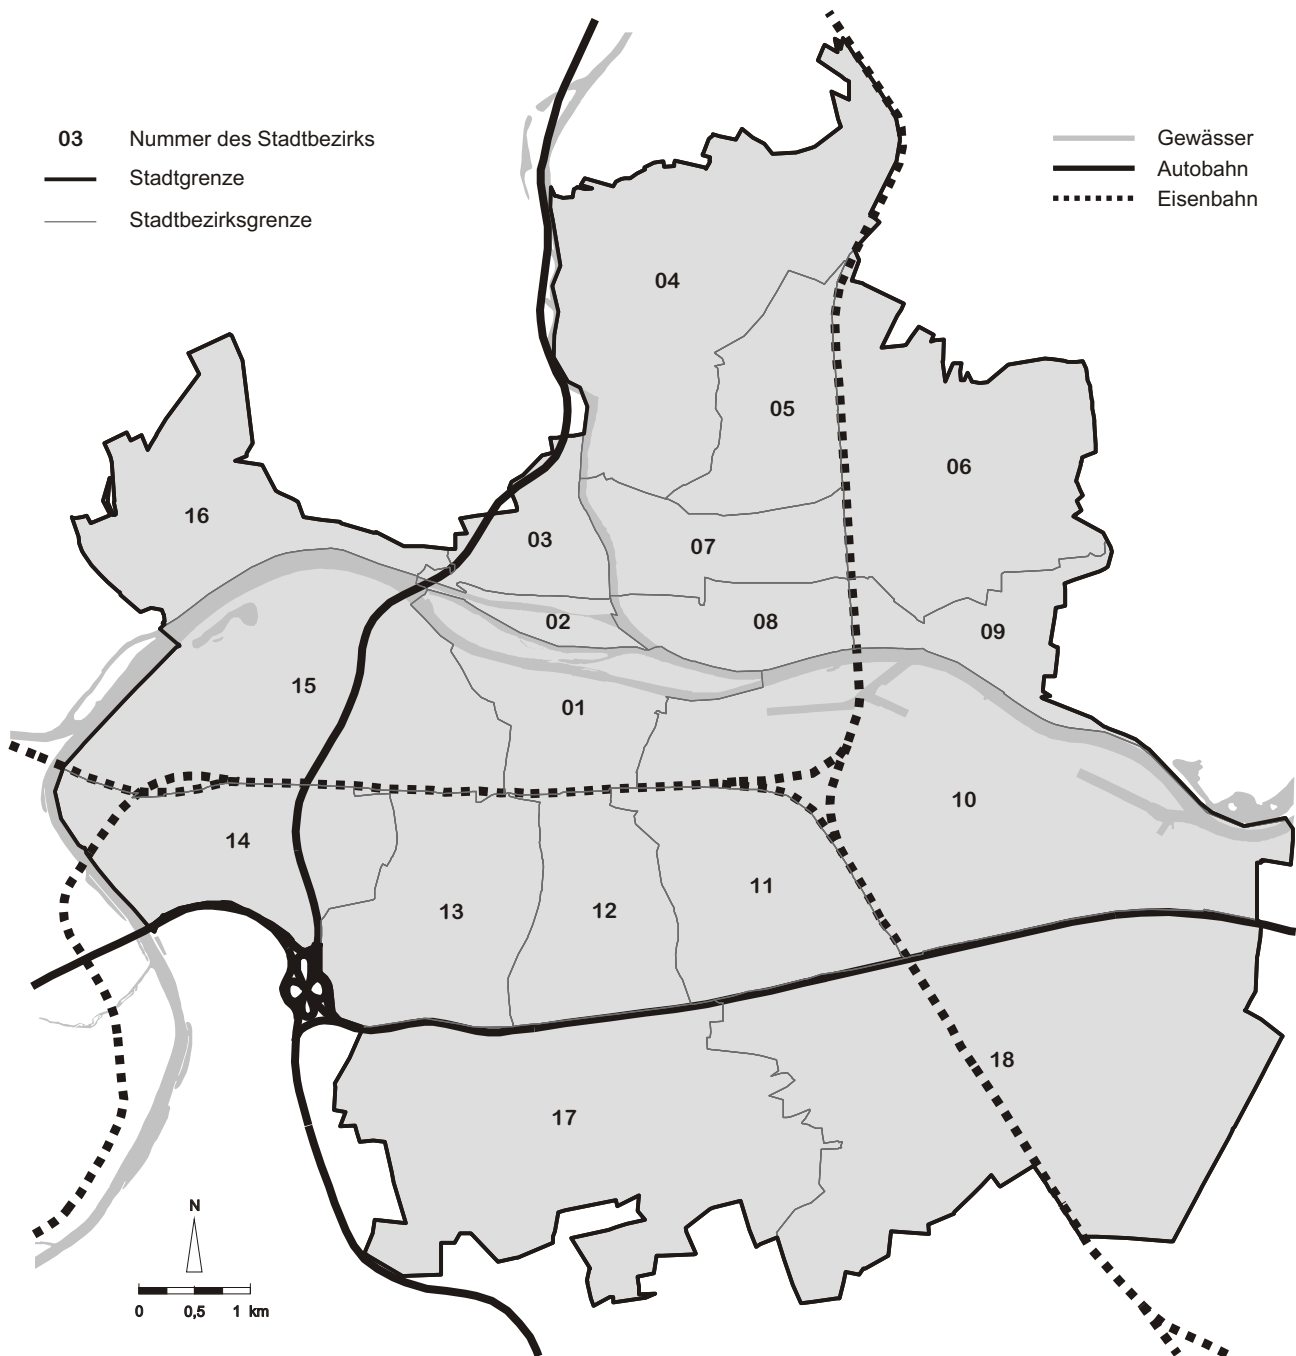 03 Nummer des Stadtbezirks
Stadtgrenze
Stadtbezirksgrenze
Gewässer
Autobahn
Eisenbahn
04
05
06
16
03
07
02
08
09
15
01
10
14
11
13
12
18
17
N
0 0,5 1 km